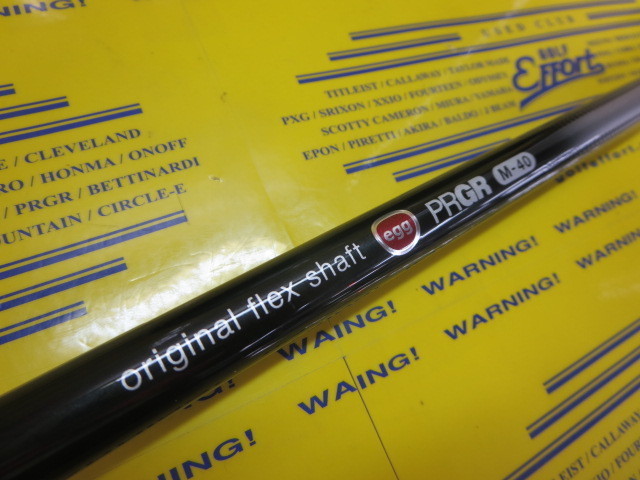 WARNING!
USED CLUB
GOLF
Effort
TITLEIST / CALLAWAY / TAYLOR MADE
PXG / SRIXON / XXIO / FOURTEEN / ODYSSEY
SCOTTY CAMERON / MIURA / YAMAHA
EPON / PIRETTI / AKIRA / BALDO / J BEAM
/ CLEVELAND
RO / HONMA / ONOFF
/ PRGR / BETTINARDI
OUNTAIN / CIRCLE-E
original flex shaft egg PRGR M-40
WARNING!
WARNING!
WAING!
WARNING!
WARNING!
WAING!
WARNING!
WAING!
TITLEIST / CALLAWAY